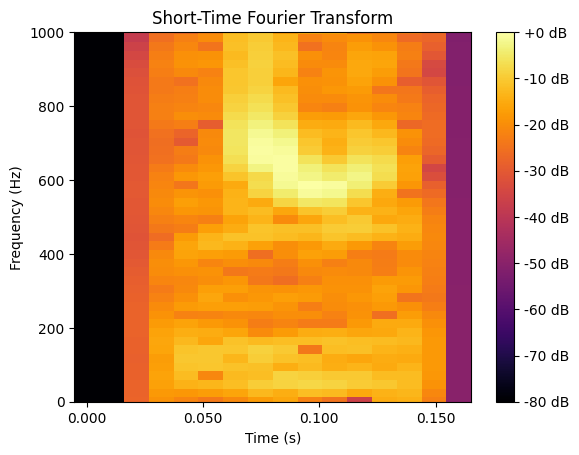 Short-Time Fourier Transform
1000
800
600
400
200
0
Frequency (Hz)
0.000
0.050
0.100
0.150
Time (s)
+0 dB
-10 dB
-20 dB
-30 dB
-40 dB
-50 dB
-60 dB
-70 dB
-80 dB